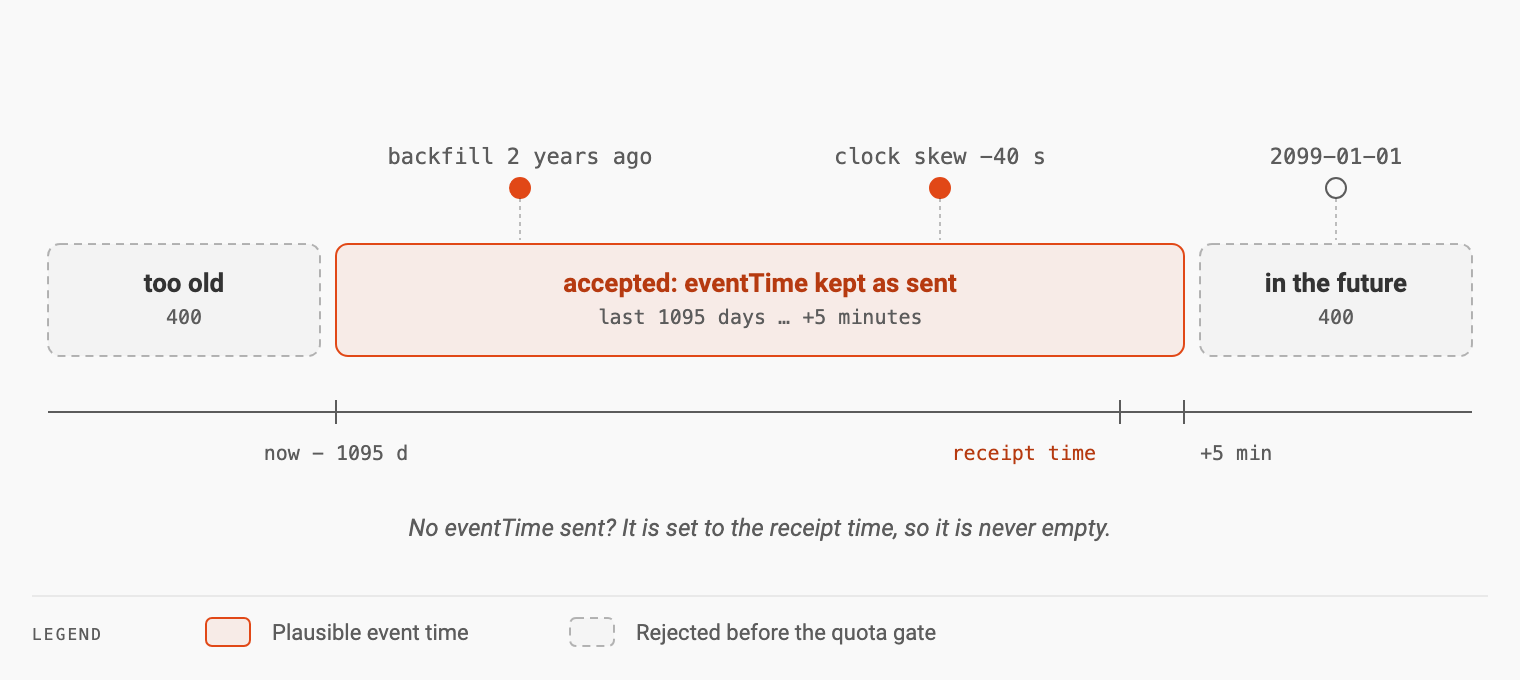 backfill 2 years ago
clock skew −40 s
2099−01−01
too old
400
accepted: eventTime kept as sent
last 1095 days … +5 minutes
in the future
400
now − 1095 d
receipt time
+5 min
No eventTime sent? It is set to the receipt time, so it is never empty.
LEGEND
Plausible event time
Rejected before the quota gate